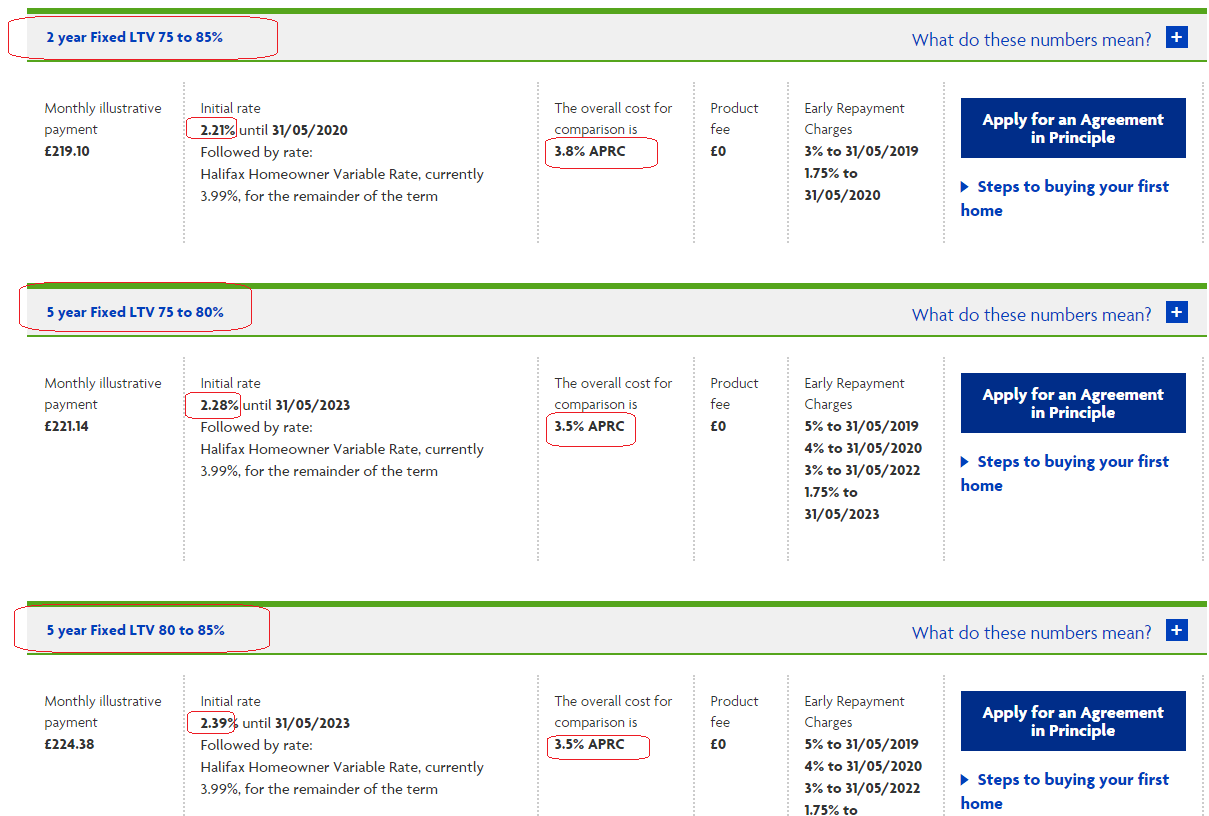 2 year Fixed LTV 75 to 85%
What do these numbers mean? +
Monthly illustrative
payment
£219.10
Initial rate
2.21% until 31/05/2020
Followed by rate:
Halifax Homeowner Variable Rate, currently
3.99%, for the remainder of the term
The overall cost for
comparison is
3.8% APRC
Product
fee
£0
Early Repayment
Charges
3% to 31/05/2019
1.75% to
31/05/2020
Apply for an Agreement
in Principle
Steps to buying your first
home
5 year Fixed LTV 75 to 80%
What do these numbers mean? +
Monthly illustrative
payment
£221.14
Initial rate
2.28% until 31/05/2023
Followed by rate:
Halifax Homeowner Variable Rate, currently
3.99%, for the remainder of the term
The overall cost for
comparison is
3.5% APRC
Product
fee
£0
Early Repayment
Charges
5% to 31/05/2019
4% to 31/05/2020
3% to 31/05/2022
1.75% to
31/05/2023
Apply for an Agreement
in Principle
Steps to buying your first
home
5 year Fixed LTV 80 to 85%
What do these numbers mean? +
Monthly illustrative
payment
£224.38
Initial rate
2.39% until 31/05/2023
Followed by rate:
Halifax Homeowner Variable Rate, currently
3.99%, for the remainder of the term
The overall cost for
comparison is
3.5% APRC
Product
fee
£0
Early Repayment
Charges
5% to 31/05/2019
4% to 31/05/2020
3% to 31/05/2022
1.75% to
Apply for an Agreement
in Principle
Steps to buying your first
home